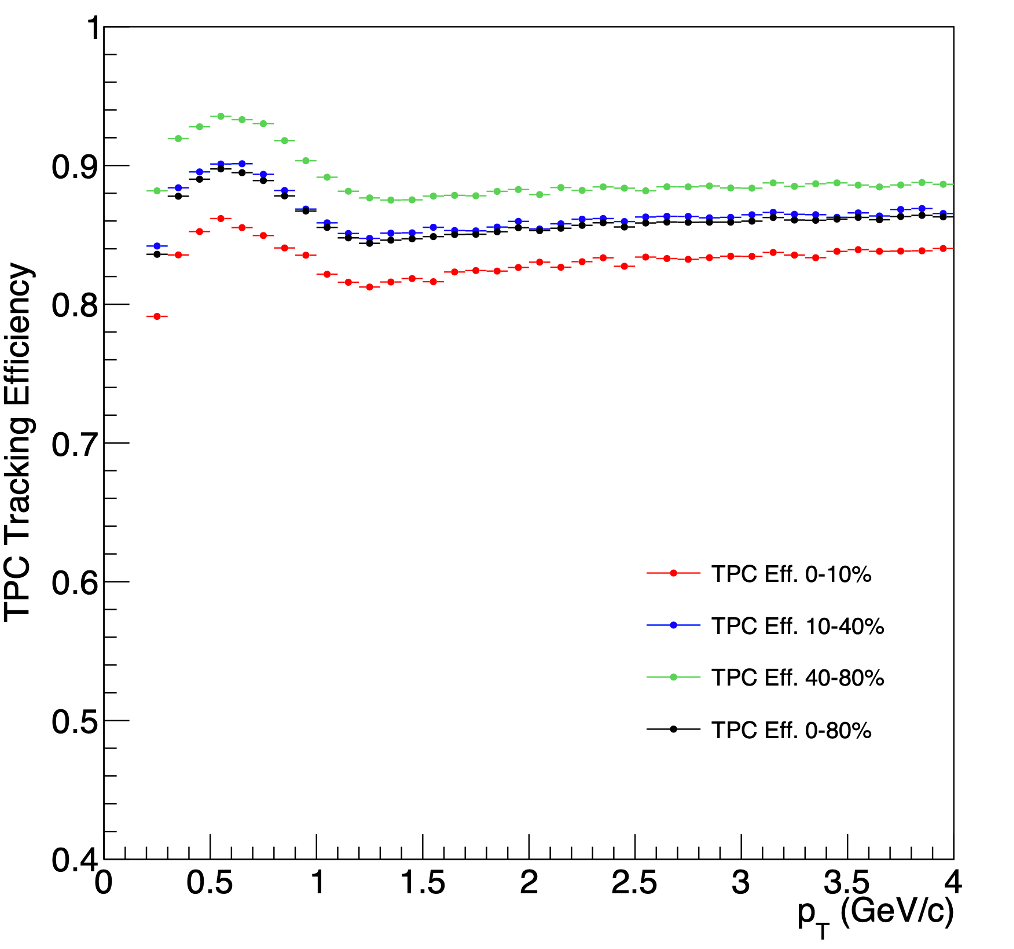 TPC Tracking Efficiency
1
0.9
0.8
0.7
0.6
0.5
0.4
TPC Eff. 0-10%
TPC Eff. 10-40%
TPC Eff. 40-80%
TPC Eff. 0-80%
0 0.5 1 1.5 2 2.5 3 3.5 4
pT (GeV/c)